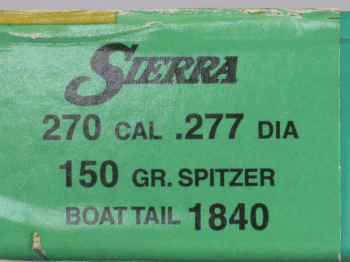 SIERRA
270 CAL .277 DIA
150 GR. SPITZER
BOAT TAIL 1840